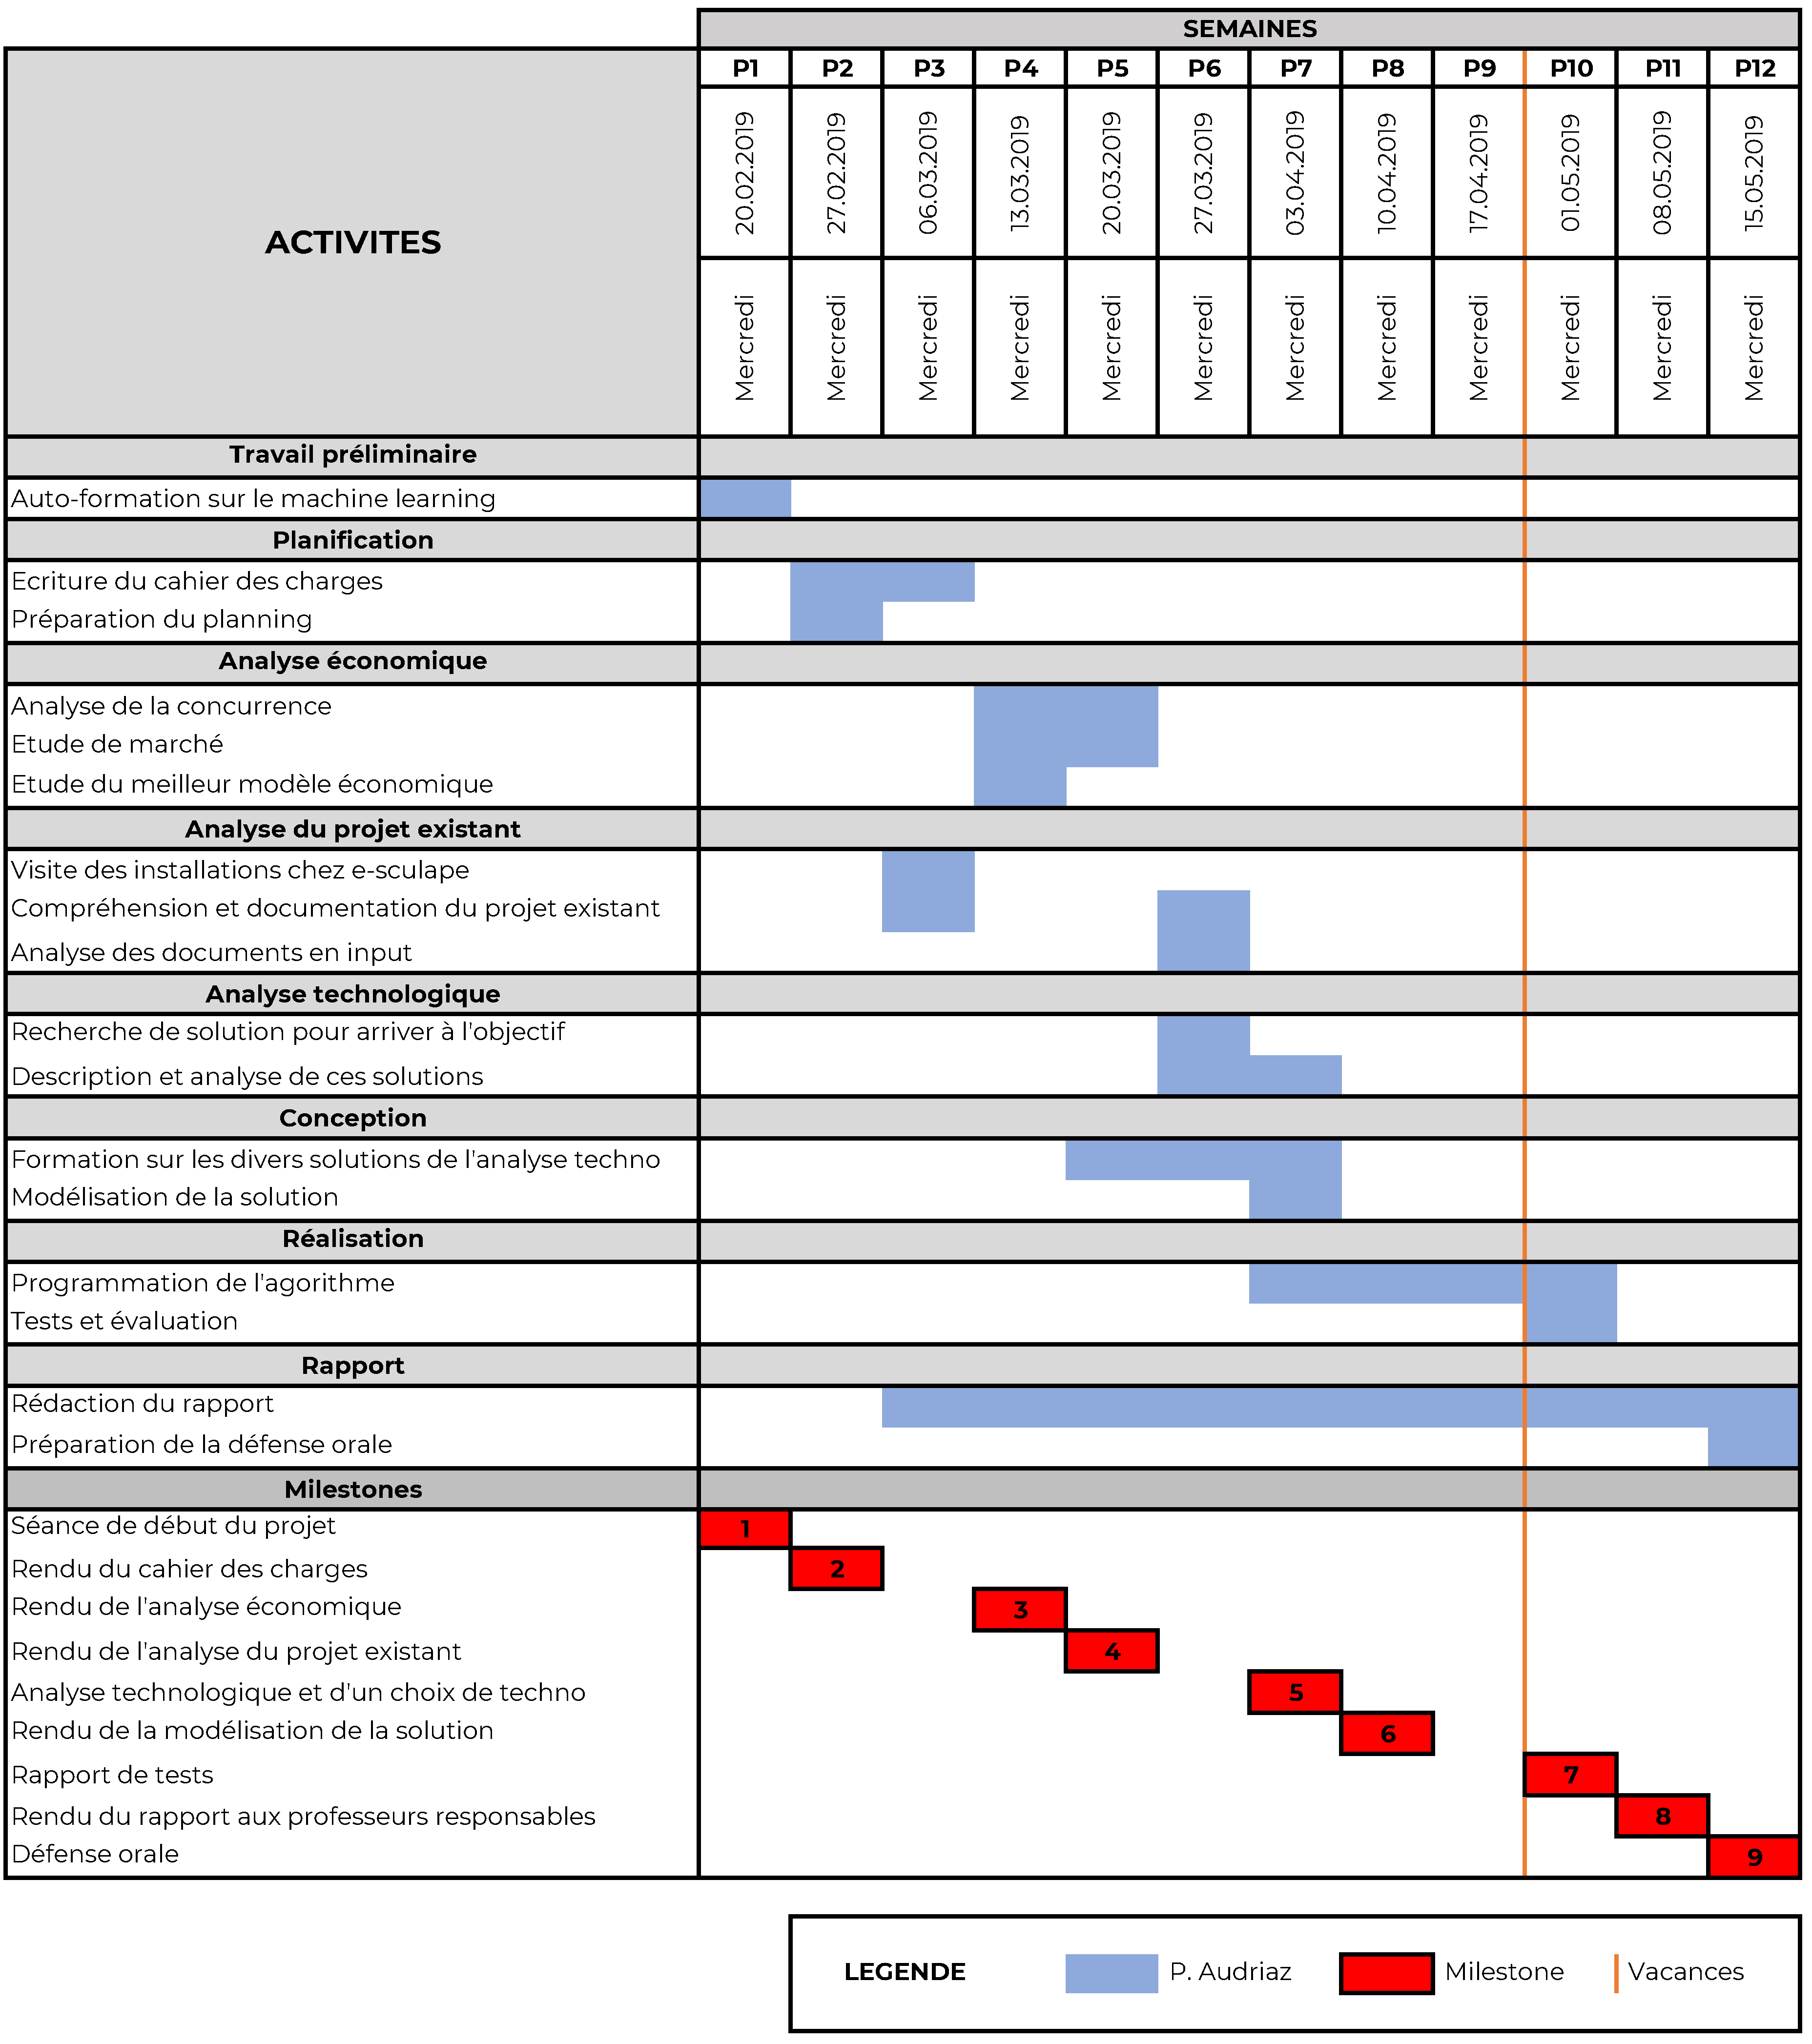 SEMAINES
P1 P2 P3 P4 P5 P6 P7 P8 P9 P10 P11 P12
ACTIVITES
20.02.2019 27.02.2019 06.03.2019 13.03.2019 20.03.2019 27.03.2019 03.04.2019 10.04.2019 17.04.2019 01.05.2019 08.05.2019 15.05.2019
Mercredi Mercredi Mercredi Mercredi Mercredi Mercredi Mercredi Mercredi Mercredi Mercredi Mercredi Mercredi
Travail préliminaire
Auto-formation sur le machine learning
Planification
Ecriture du cahier des charges
Préparation du planning
Analyse économique
Analyse de la concurrence
Etude de marché
Etude du meilleur modèle économique
Analyse du projet existant
Visite des installations chez e-sculape
Compréhension et documentation du projet existant
Analyse des documents en input
Analyse technologique
Recherche de solution pour arriver à l'objectif
Description et analyse de ces solutions
Conception
Formation sur les divers solutions de l'analyse techno
Modélisation de la solution
Réalisation
Programmation de l'agorithme
Tests et évaluation
Rapport
Rédaction du rapport
Préparation de la défense orale
Milestones
Séance de début du projet 1
Rendu du cahier des charges 2
Rendu de l'analyse économique 3
Rendu de l'analyse du projet existant 4
Analyse technologique et d'un choix de techno 5
Rendu de la modélisation de la solution 6
Rapport de tests 7
Rendu du rapport aux professeurs responsables 8
Défense orale 9
LEGENDE P. Audriaz Milestone Vacances